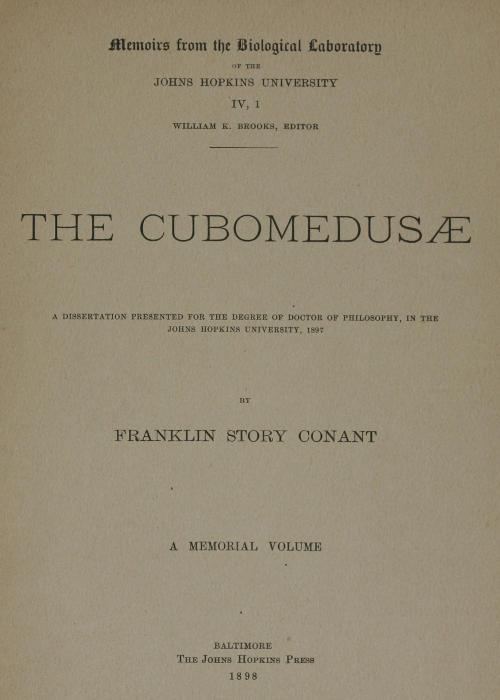 Memoirs from the Biological Laboratory
OF THE
JOHNS HOPKINS UNIVERSITY
IV, 1
WILLIAM K. BROOKS, EDITOR
THE CUBOMEDUSÆ
A DISSERTATION PRESENTED FOR THE DEGREE OF DOCTOR OF PHILOSOPHY, IN THE
JOHNS HOPKINS UNIVERSITY, 1897
BY
FRANKLIN STORY CONANT
A MEMORIAL VOLUME
BALTIMORE
THE JOHNS HOPKINS PRESS
1898